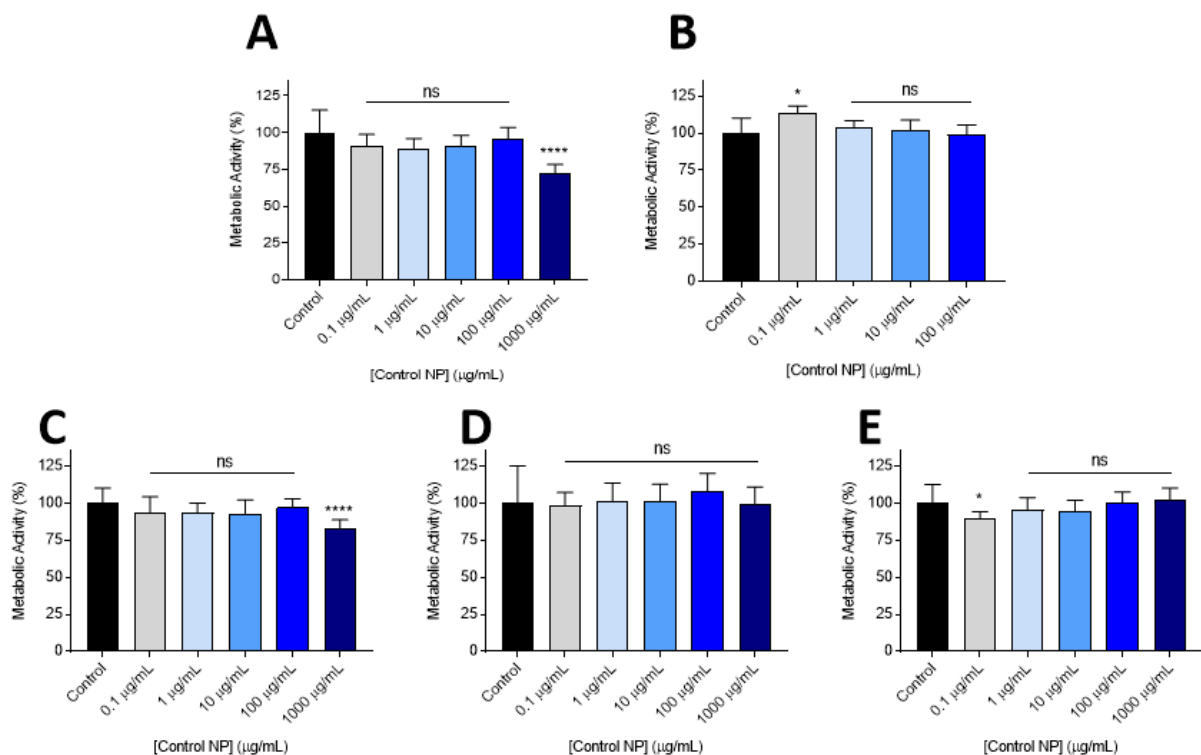 A
ns
****
Metabolic Activity (%)
125
100
75
50
25
0
Control
0.1 µg/mL
1 µg/mL
10 µg/mL
100 µg/mL
1000 µg/mL
[Control NP] (µg/mL)
B
*
ns
Metabolic Activity (%)
125
100
75
50
25
0
Control
0.1 µg/mL
1 µg/mL
10 µg/mL
100 µg/mL
[Control NP] (µg/mL)
C
ns
****
Metabolic Activity (%)
125
100
75
50
25
0
Control
0.1 µg/mL
1 µg/mL
10 µg/mL
100 µg/mL
1000 µg/mL
[Control NP] (µg/mL)
D
ns
Metabolic Activity (%)
125
100
75
50
25
0
Control
0.1 µg/mL
1 µg/mL
10 µg/mL
100 µg/mL
1000 µg/mL
[Control NP] (µg/mL)
E
*
ns
Metabolic Activity (%)
125
100
75
50
25
0
Control
0.1 µg/mL
1 µg/mL
10 µg/mL
100 µg/mL
1000 µg/mL
[Control NP] (µg/mL)